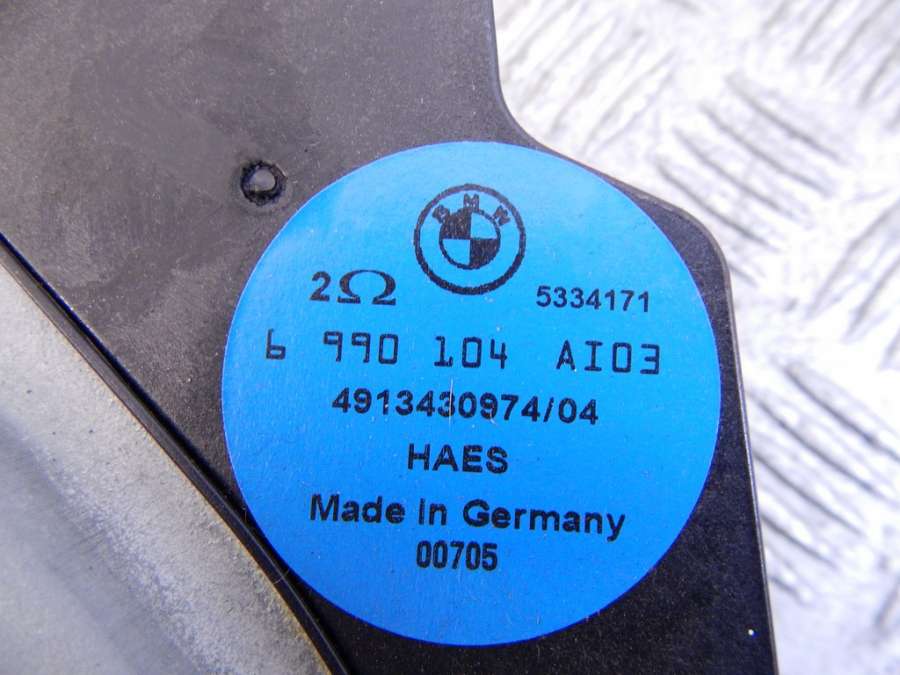 BMW
2Ω 5334171
6 990 104 AI03
4913430974/04
HAES
Made In Germany
00705